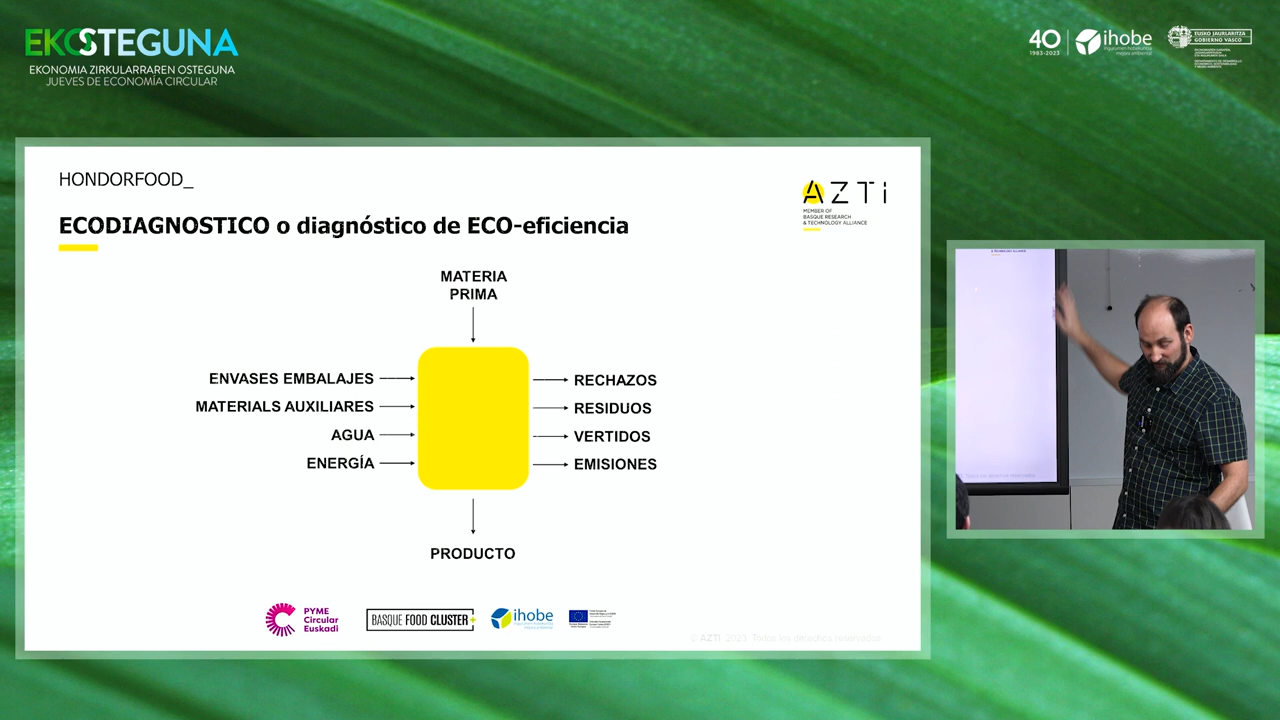 EKOSTEGUNA
EKONOMIA ZIRKULARRAREN OSTEGUNA
JUEVES DE ECONOMÍA CIRCULAR
40
1983-2023
ihobe
EUSKO JAURLARITZA
GOBIERNO VASCO
HONDORFOOD_
ECODIAGNOSTICO o diagnóstico de ECO-eficiencia
AZTi
MEMBER OF
BASQUE RESEARCH
& TECHNOLOGY ALLIANCE
MATERIA
PRIMA
ENVASES EMBALAJES
MATERIALS AUXILIARES
AGUA
ENERGÍA
RECHAZOS
RESIDUOS
VERTIDOS
EMISIONES
PRODUCTO
PYME
Circular
Euskadi
BASQUE FOOD CLUSTER+
ihobe
© AZTI 2023. Todos los derechos reservados